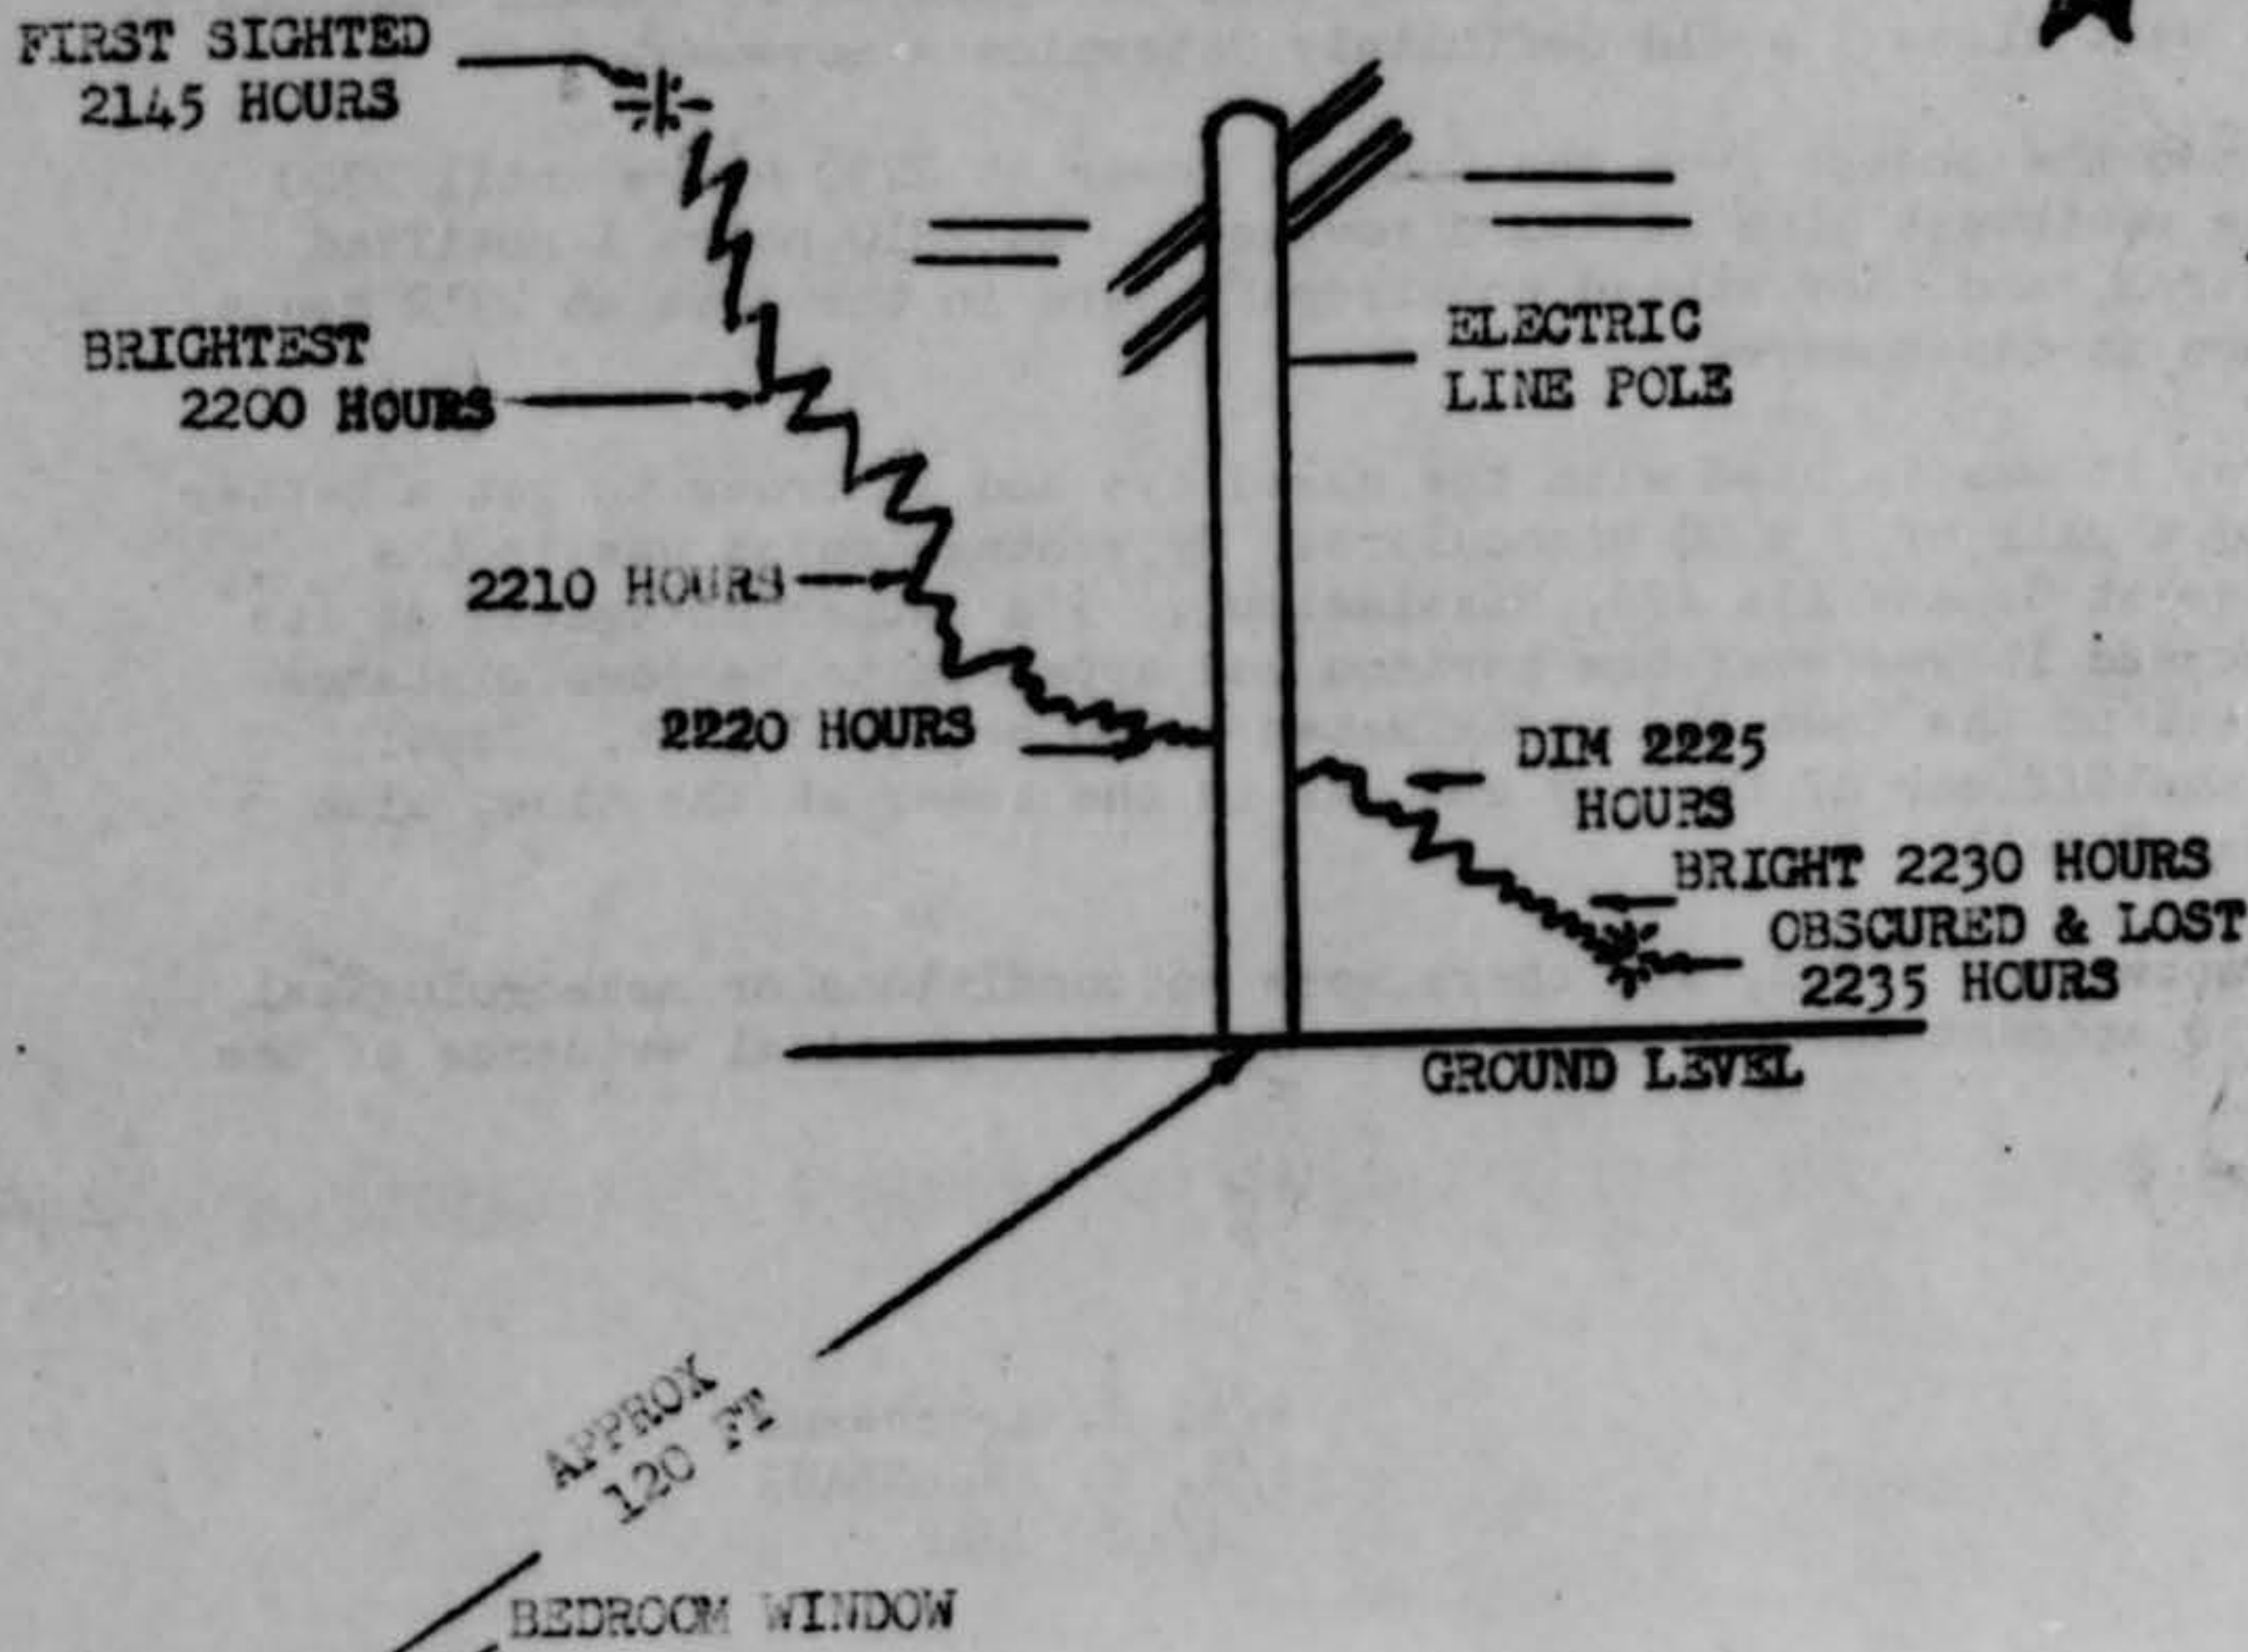 FIRST SIGHTED
2145 HOURS
BRIGHTEST
2200 HOURS
ELECTRIC
LINE POLE
2210 HOURS
2220 HOURS
DIM 2225
HOURS
BRIGHT 2230 HOURS
OBSCURED & LOST
2235 HOURS
GROUND LEVEL
APPROX
120 FT
BEDROOM WINDOW